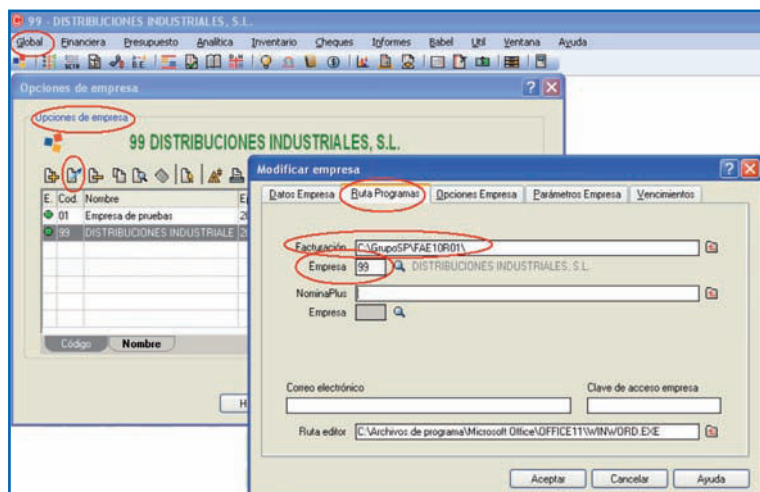 99 - DISTRIBUCIONES INDUSTRIALES, S.L.
Global Financiera Presupuesto Analítica Inventario Cheques Informes Babel Util Ventana Ayuda
Opciones de empresa
Opciones de empresa
99 DISTRIBUCIONES INDUSTRIALES, S.L.
E. Cod. Nombre
01 Empresa de pruebas
99 DISTRIBUCIONES INDUSTRIALE
Código Nombre
Modificar empresa
Datos Empresa Ruta Programas Opciones Empresa Parámetros Empresa Vencimientos
Facturación C:\GrupoSP\FAE10R01\
Empresa 99 DISTRIBUCIONES INDUSTRIALES, S.L.
NominaPlus
Empresa
Correo electrónico Clave de acceso empresa
Ruta editor C:\Archivos de programa\Microsoft Office\OFFICE11\WINWORD.EXE
Aceptar Cancelar Ayuda